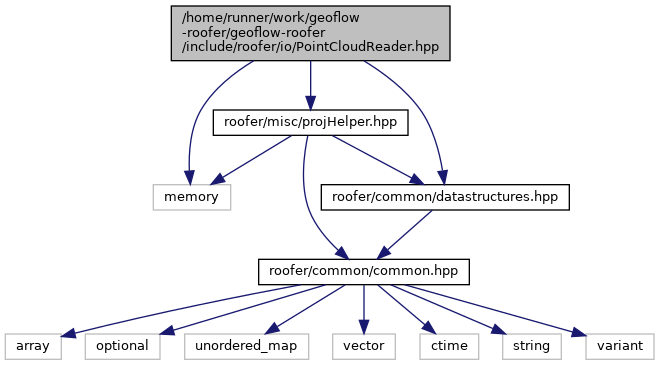 /home/runner/work/geoflow
-roofer/geoflow-roofer
/include/roofer/io/PointCloudReader.hpp
roofer/misc/projHelper.hpp
memory
roofer/common/datastructures.hpp
roofer/common/common.hpp
array
optional
unordered_map
vector
ctime
string
variant